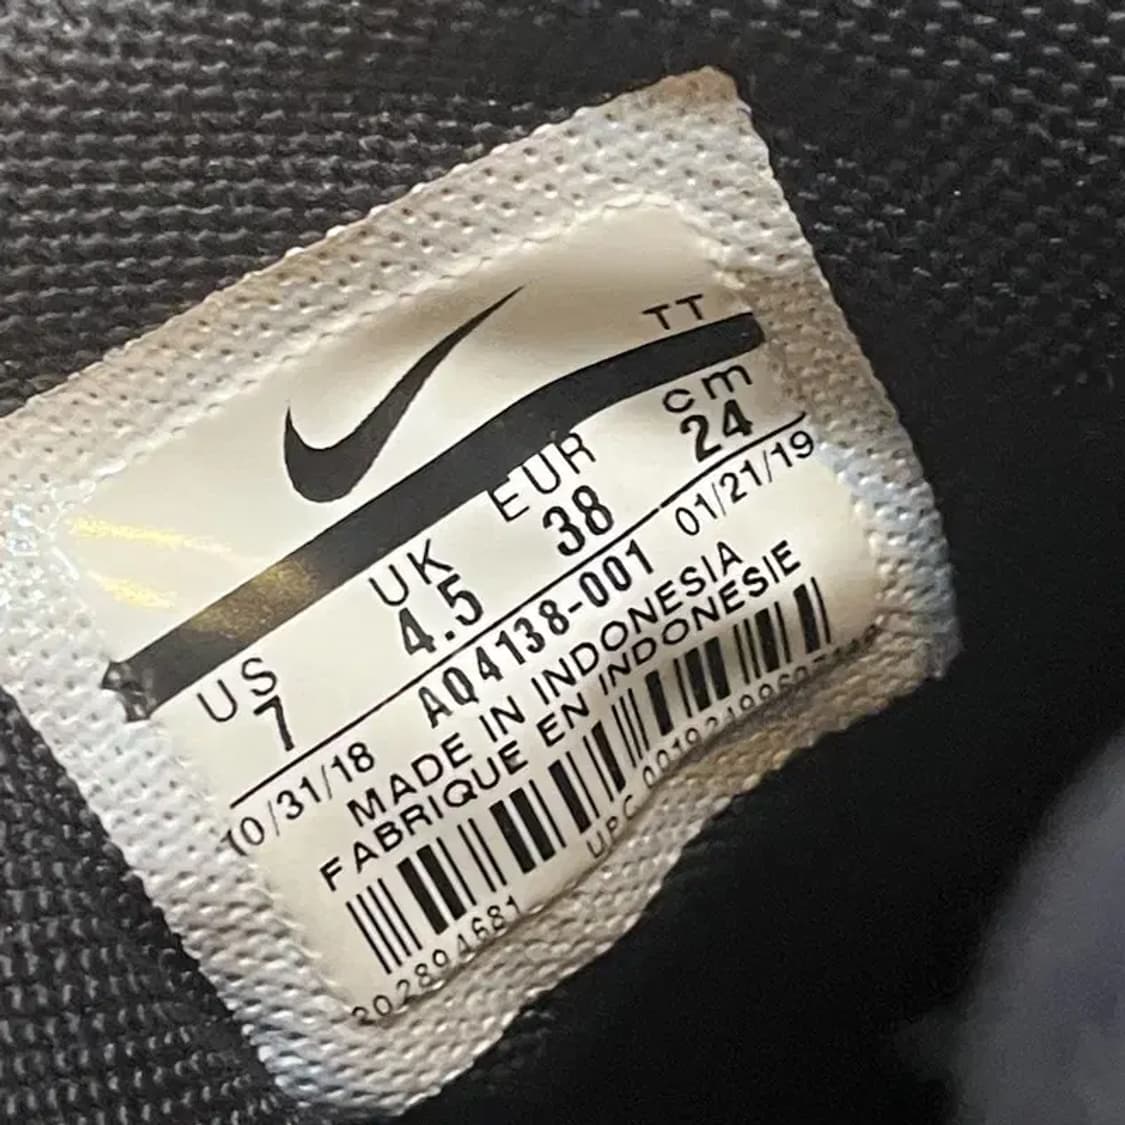 TT
US UK EUR cm
7 4.5 38 24
10/31/18 AQ4138-001 01/21/19
MADE IN INDONESIA
FABRIQUE EN INDONESIE
UPC